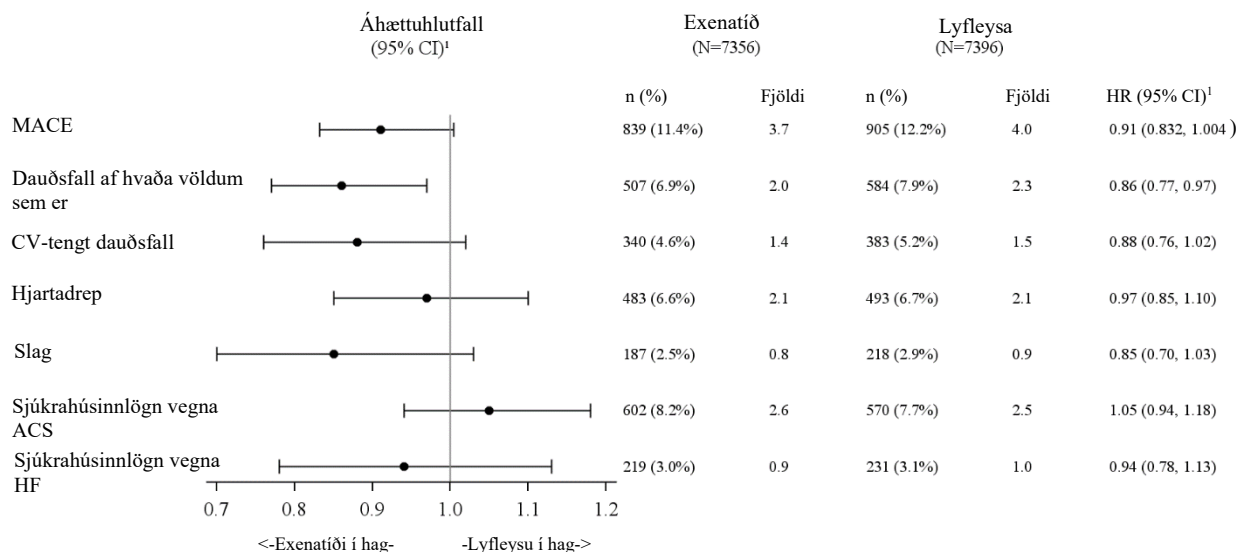 Áhættuhlutfall Exenatíð Lyfleysa
(95% CI)¹ (N=7356) (N=7396)
n (%) Fjöldi n (%) Fjöldi HR (95% CI)¹
MACE 839 (11.4%) 3.7 905 (12.2%) 4.0 0.91 (0.832, 1.004 )
Dauðsfall af hvaða völdum
sem er 507 (6.9%) 2.0 584 (7.9%) 2.3 0.86 (0.77, 0.97)
CV-tengt dauðsfall 340 (4.6%) 1.4 383 (5.2%) 1.5 0.88 (0.76, 1.02)
Hjartadrep 483 (6.6%) 2.1 493 (6.7%) 2.1 0.97 (0.85, 1.10)
Slag 187 (2.5%) 0.8 218 (2.9%) 0.9 0.85 (0.70, 1.03)
Sjúkrahúsinnlögn vegna
ACS 602 (8.2%) 2.6 570 (7.7%) 2.5 1.05 (0.94, 1.18)
Sjúkrahúsinnlögn vegna
HF 219 (3.0%) 0.9 231 (3.1%) 1.0 0.94 (0.78, 1.13)
0.7 0.8 0.9 1.0 1.1 1.2
<-Exenatíði í hag- -Lyfleysu í hag->